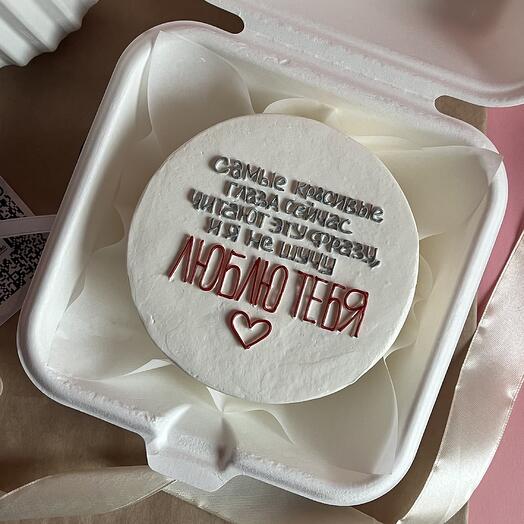 самые красивые
глаза сейчас
читают эту фразу,
и я не шучу
ЛЮБЛЮ ТЕБЯ